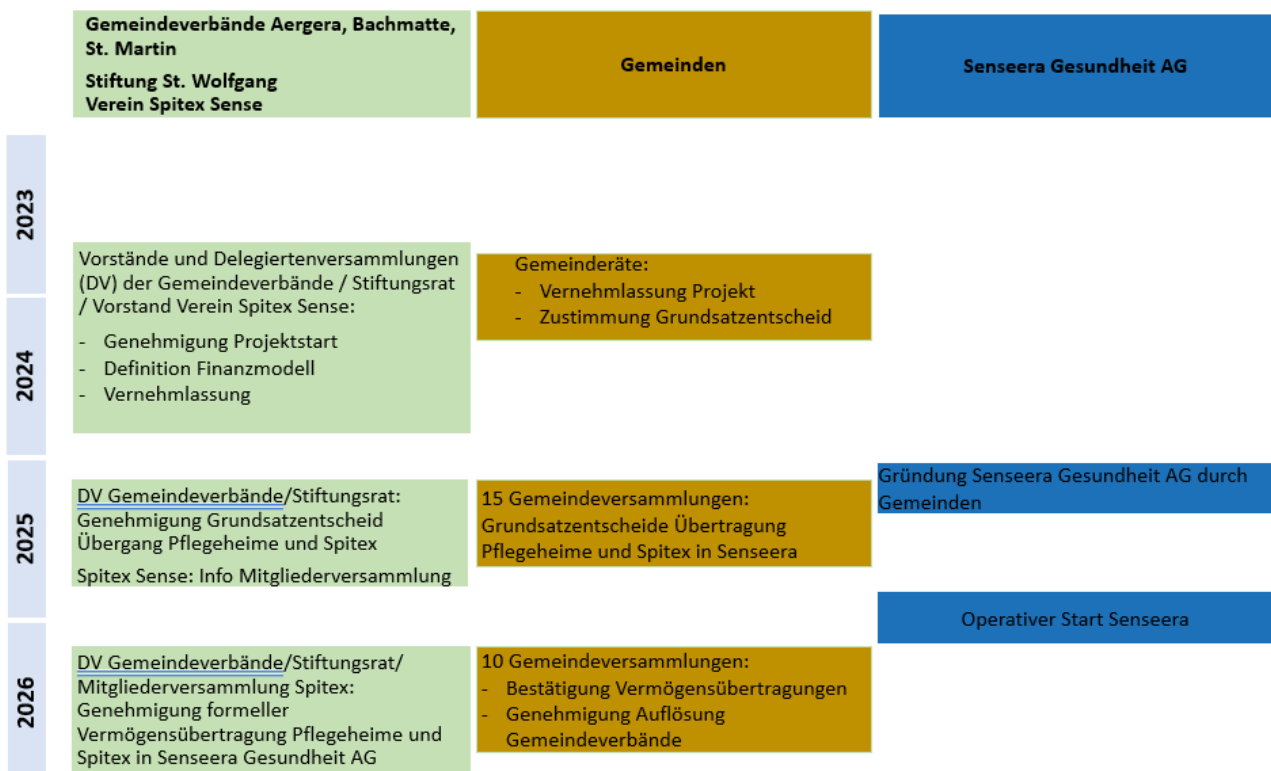 Gemeindeverbände Aergera, Bachmatte,
St. Martin
Stiftung St. Wolfgang
Verein Spitex Sense
Gemeinden
Senseera Gesundheit AG
2023
Vorstände und Delegiertenversammlungen
(DV) der Gemeindeverbände / Stiftungsrat
/ Vorstand Verein Spitex Sense:
- Genehmigung Projektstart
- Definition Finanzmodell
- Vernehmlassung
Gemeinderäte:
- Vernehmlassung Projekt
- Zustimmung Grundsatzentscheid
2024
2025
DV Gemeindeverbände/Stiftungsrat:
Genehmigung Grundsatzentscheid
Übergang Pflegeheime und Spitex
Spitex Sense: Info Mitgliederversammlung
15 Gemeindeversammlungen:
Grundsatzentscheide Übertragung
Pflegeheime und Spitex in Senseera
Gründung Senseera Gesundheit AG durch
Gemeinden
Operativer Start Senseera
2026
DV Gemeindeverbände/Stiftungsrat/
Mitgliederversammlung Spitex:
Genehmigung formeller
Vermögensübertragung Pflegeheime und
Spitex in Senseera Gesundheit AG
10 Gemeindeversammlungen:
- Bestätigung Vermögensübertragungen
- Genehmigung Auflösung
Gemeindeverbände